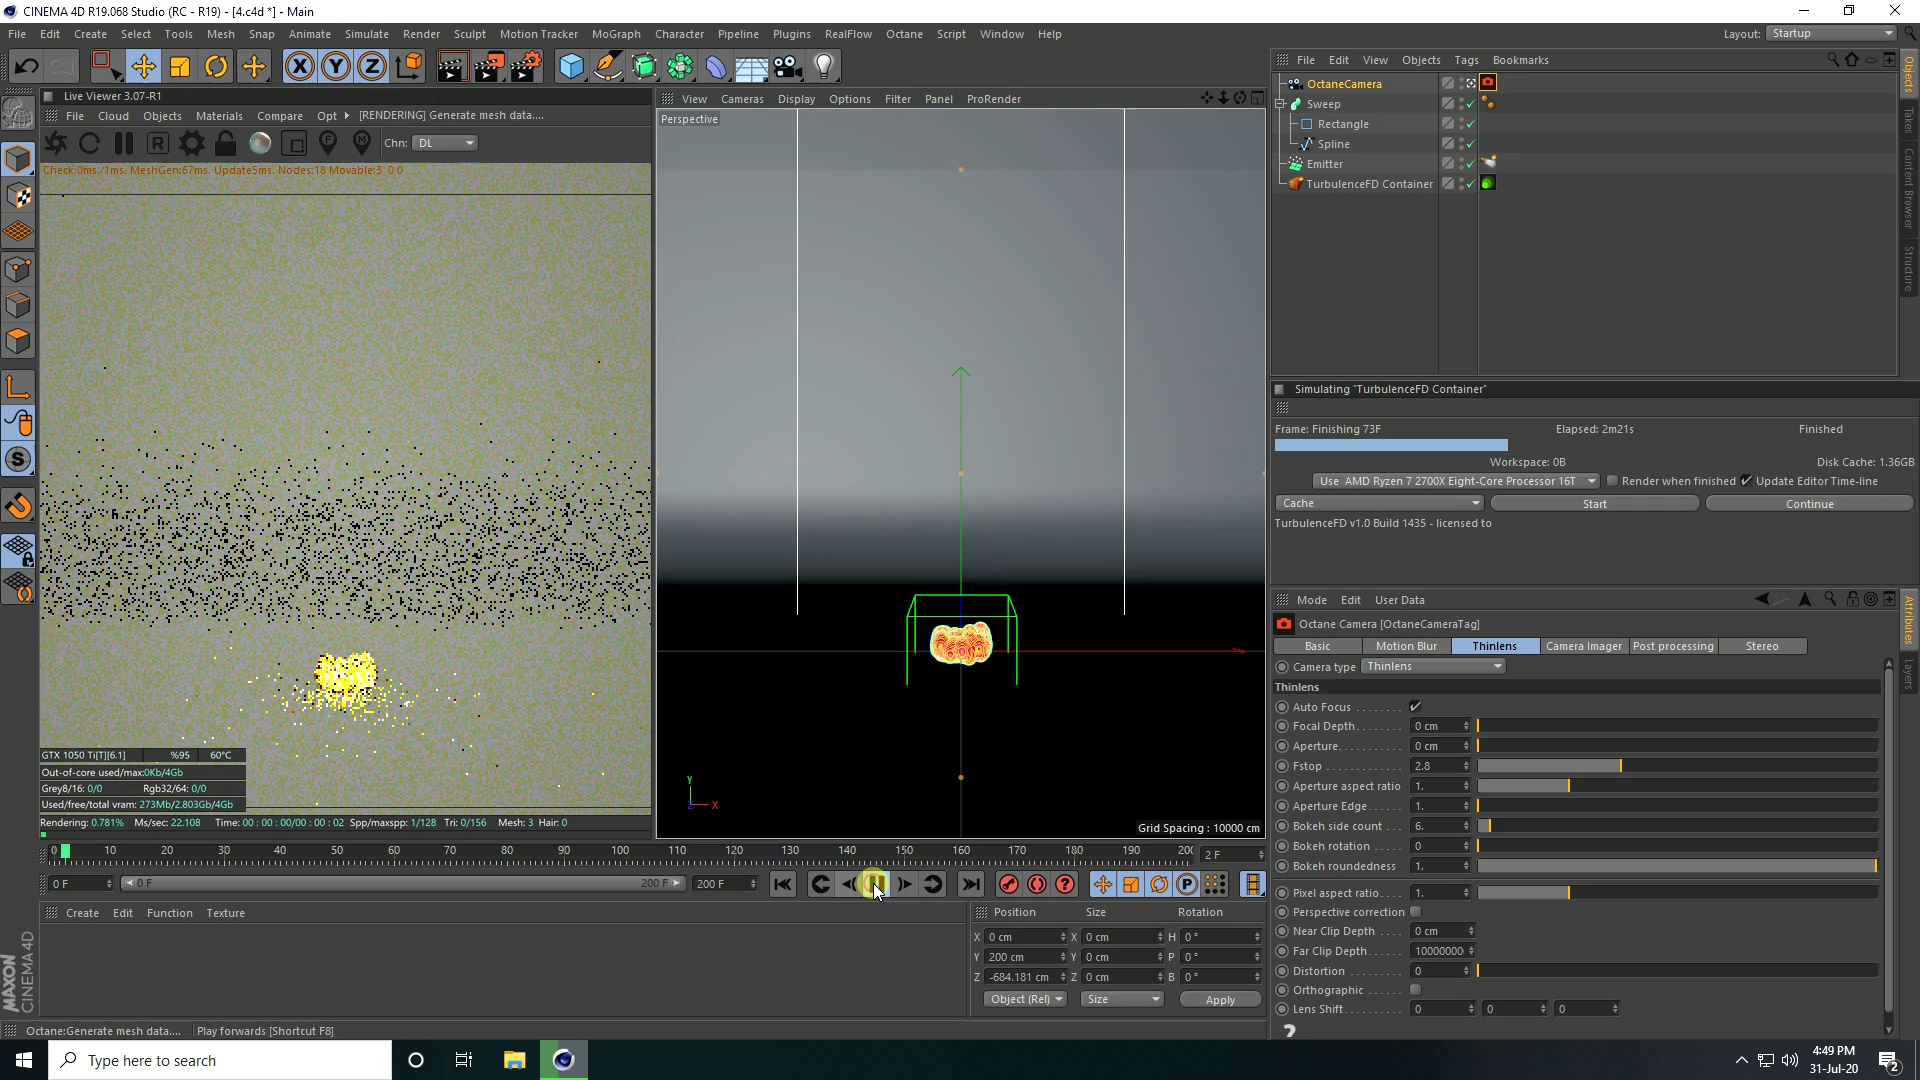 CINEMA 4D R19.068 Studio (RC - R19) - [4.c4d *] - Main
File Edit Create Select Tools Mesh Snap Animate Simulate Render Sculpt Motion Tracker MoGraph Character Pipeline Plugins RealFlow Octane Script Window Help
Layout: Startup
Live Viewer 3.07-R1
File Cloud Objects Materials Compare Opt [RENDERING] Generate mesh data....
Chn: DL
Check:0ms./1ms. MeshGen:67ms. Update5ms. Nodes:18 Movable:3 0 0
GTX 1050 Ti[T][6.1] %95 60°C
Out-of-core used/max:0Kb/4Gb
Grey8/16: 0/0 Rgb32/64: 0/0
Used/free/total vram: 273Mb/2.803Gb/4Gb
Rendering: 0.781% Ms/sec: 22.108 Time: 00 : 00 : 00/00 : 00 : 02 Spp/maxspp: 1/128 Tri: 0/156 Mesh: 3 Hair: 0
View Cameras Display Options Filter Panel ProRender
Perspective
Y
Z X
Grid Spacing : 10000 cm
File Edit View Objects Tags Bookmarks
OctaneCamera
Sweep
Rectangle
Spline
Emitter
TurbulenceFD Container
Objects
Takes
Content Browser
Structure
Simulating "TurbulenceFD Container"
Frame: Finishing 73F Elapsed: 2m21s Finished
Workspace: 0B Disk Cache: 1.36GB
Use AMD Ryzen 7 2700X Eight-Core Processor 16T Render when finished Update Editor Time-line
Cache Start Continue
TurbulenceFD v1.0 Build 1435 - licensed to
Attributes
Layers
Mode Edit User Data
Octane Camera [OctaneCameraTag]
Basic Motion Blur Thinlens Camera Imager Post processing Stereo
Camera type Thinlens
Thinlens
Auto Focus . . . . . . . .
Focal Depth. . . . . . . 0 cm
Aperture. . . . . . . . . . 0 cm
Fstop . . . . . . . . . . . . 2.8
Aperture aspect ratio 1.
Aperture Edge. . . . . . 1.
Bokeh side count . . . 6.
Bokeh rotation . . . . . 0
Bokeh roundedness 1.
Pixel aspect ratio. . . 1.
Perspective correction
Near Clip Depth . . . . 0 cm
Far Clip Depth. . . . . . 10000000
Distortion . . . . . . . . . 0
Orthographic . . . . . .
Lens Shift. . . . . . . . . . 0 0 0
?
0 10 20 30 40 50 60 70 80 90 100 110 120 130 140 150 160 170 180 190 200 2 F
0 F 0 F 200 F 200 F
Create Edit Function Texture
Position Size Rotation
X 0 cm X 0 cm H 0 °
Y 200 cm Y 0 cm P 0 °
Z -684.181 cm Z 0 cm B 0 °
Object (Rel) Size Apply
MAXON
CINEMA 4D
Octane:Generate mesh data.... Play forwards [Shortcut F8]
Type here to search
4:49 PM
31-Jul-20
2